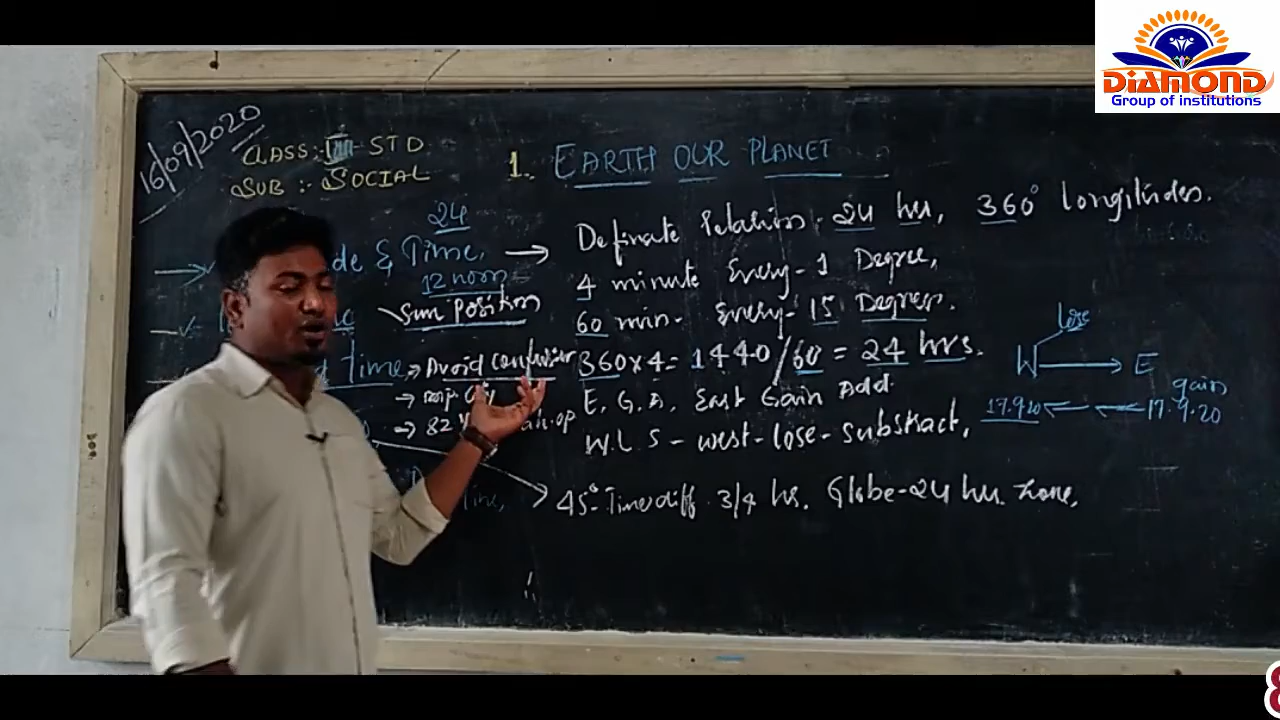 DiAMOND
Group of institutions
16/09/2020
CLASS: STD
SUB :- SOCIAL
1. EARTH OUR PLANET
24
de & Time,
12 noon
Sun position
Time, → Avoid confusion
→ 82
→ Definate Relation. 24 hrs, 360° longitudes.
4 minute Every - 1 Degree,
60 min - Every - 15 Degrees.
360x4 = 1440/60 = 24 hrs.
E. G. A. East Gain Add
W.L.S - west-lose-Substract,
45°-Time diff. 3/4 hs. Globe-24 hrs. zone,
lose
W → E
gain
17.9.20 17.9.20